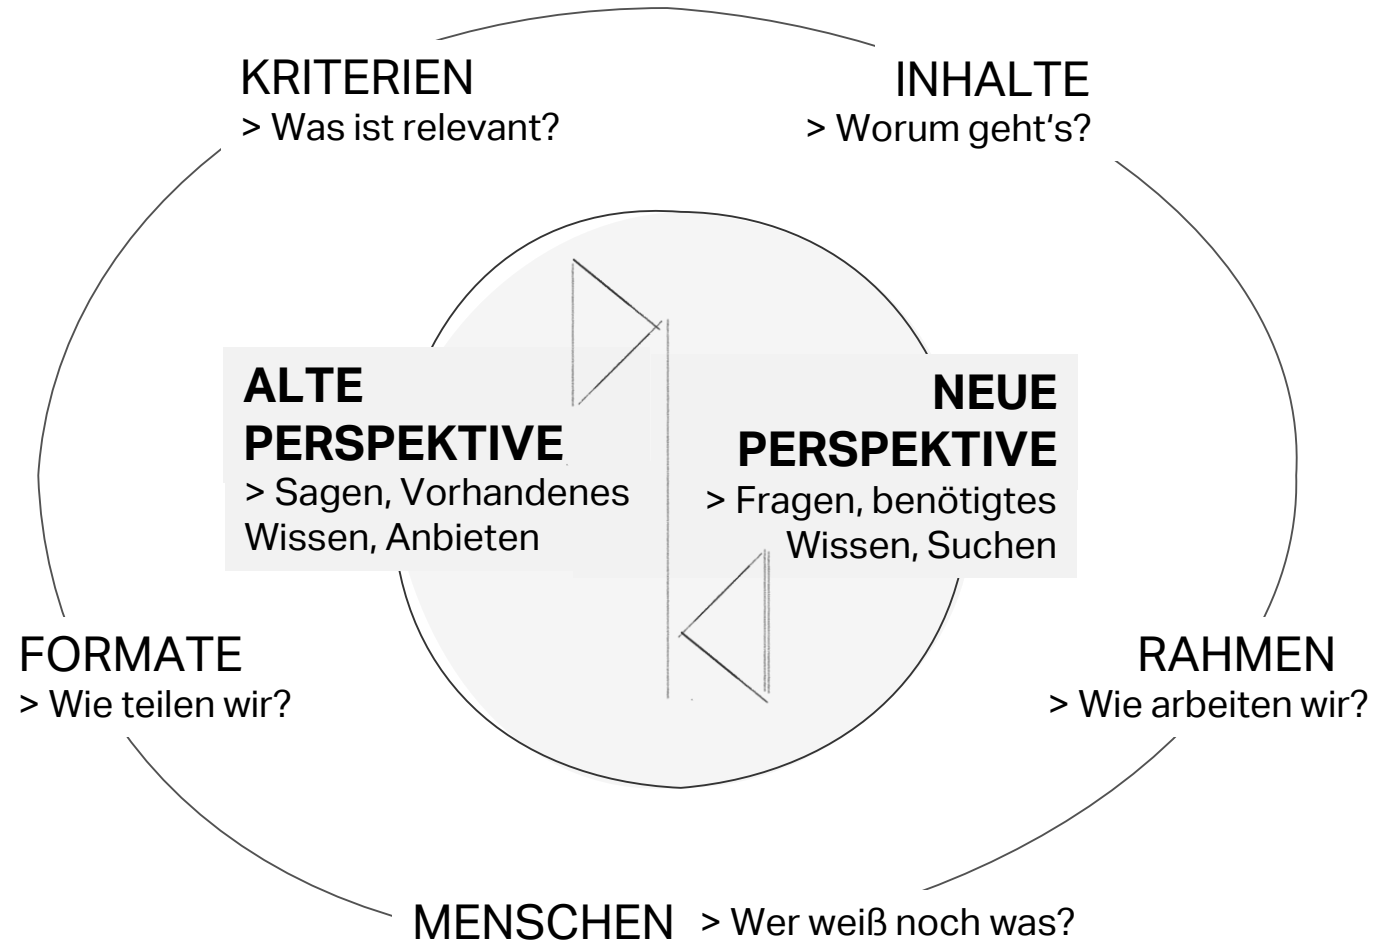 KRITERIEN
> Was ist relevant?
INHALTE
> Worum geht‘s?
ALTE
PERSPEKTIVE
> Sagen, Vorhandenes
Wissen, Anbieten
NEUE
PERSPEKTIVE
> Fragen, benötigtes
Wissen, Suchen
FORMATE
> Wie teilen wir?
RAHMEN
> Wie arbeiten wir?
MENSCHEN > Wer weiß noch was?